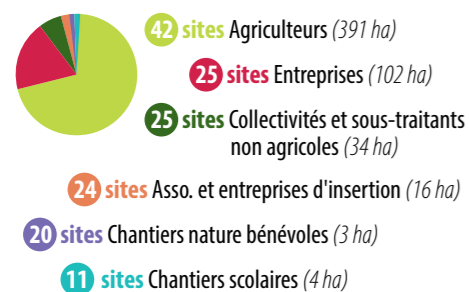 42 sites Agriculteurs (391 ha)
25 sites Entreprises (102 ha)
25 sites Collectivités et sous-traitants
non agricoles (34 ha)
24 sites Asso. et entreprises d'insertion (16 ha)
20 sites Chantiers nature bénévoles (3 ha)
11 sites Chantiers scolaires (4 ha)